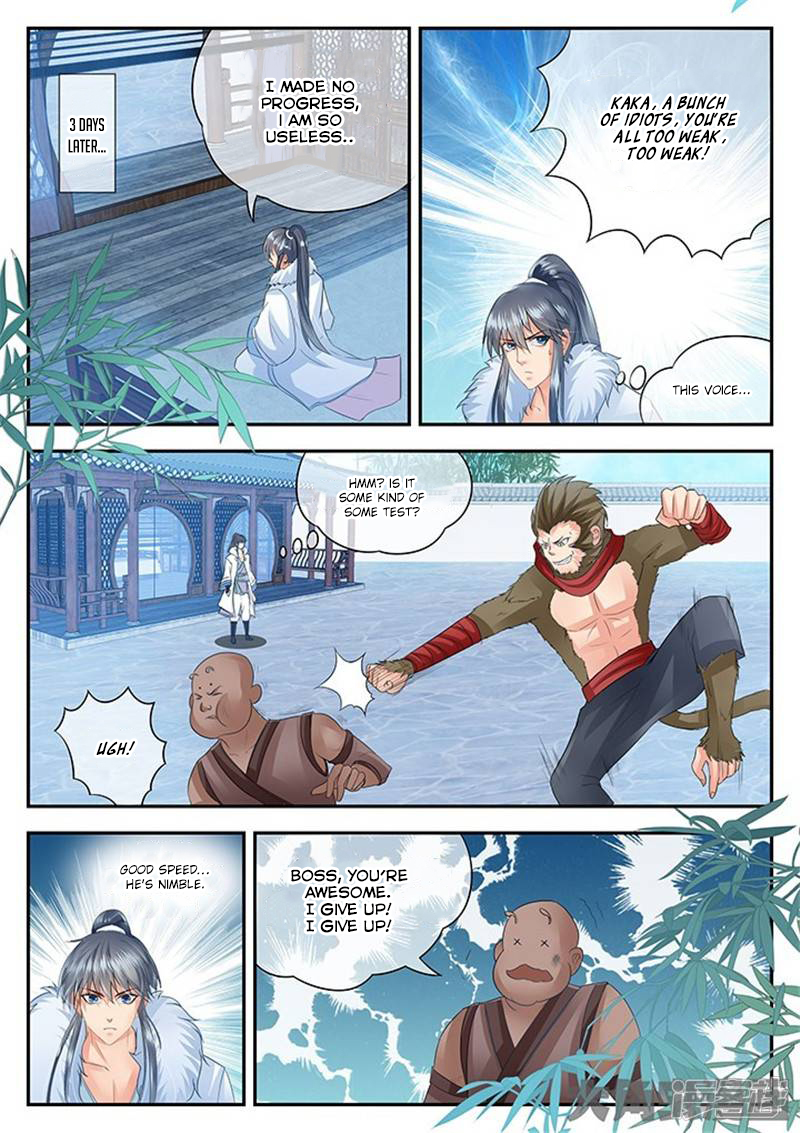 3 DAYS
LATER...
I MADE NO
PROGRESS,
I AM SO
USELESS..
KAKA, A BUNCH
OF IDIOTS, YOU'RE
ALL TOO WEAK,
TOO WEAK!
THIS VOICE...
HMM? IS IT
SOME KIND OF
SOME TEST?
UGH!
GOOD SPEED...
HE'S NIMBLE.
BOSS, YOU'RE
AWESOME.
I GIVE UP!
I GIVE UP!